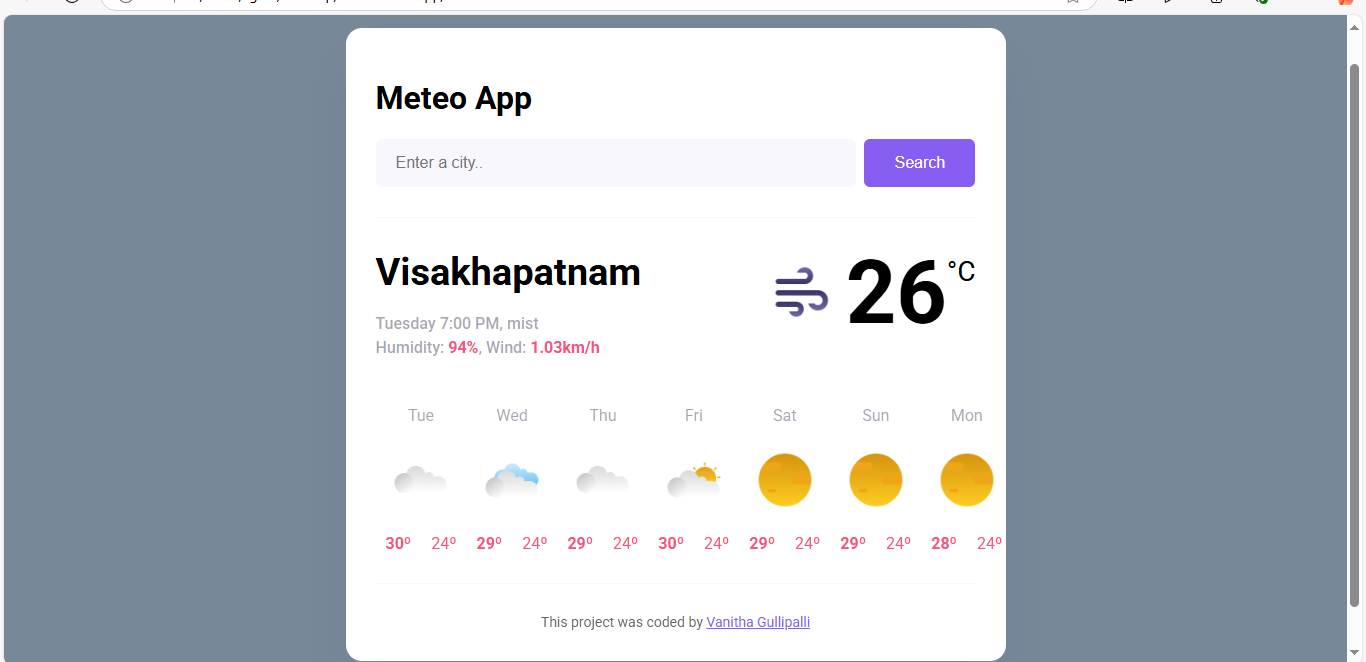 Meteo App
Enter a city..
Search
Visakhapatnam
26 °C
Tuesday 7:00 PM, mist
Humidity: 94%, Wind: 1.03km/h
Tue Wed Thu Fri Sat Sun Mon
30º 24º 29º 24º 29º 24º 30º 24º 29º 24º 29º 24º 28º 24º
This project was coded by Vanitha Gullipalli